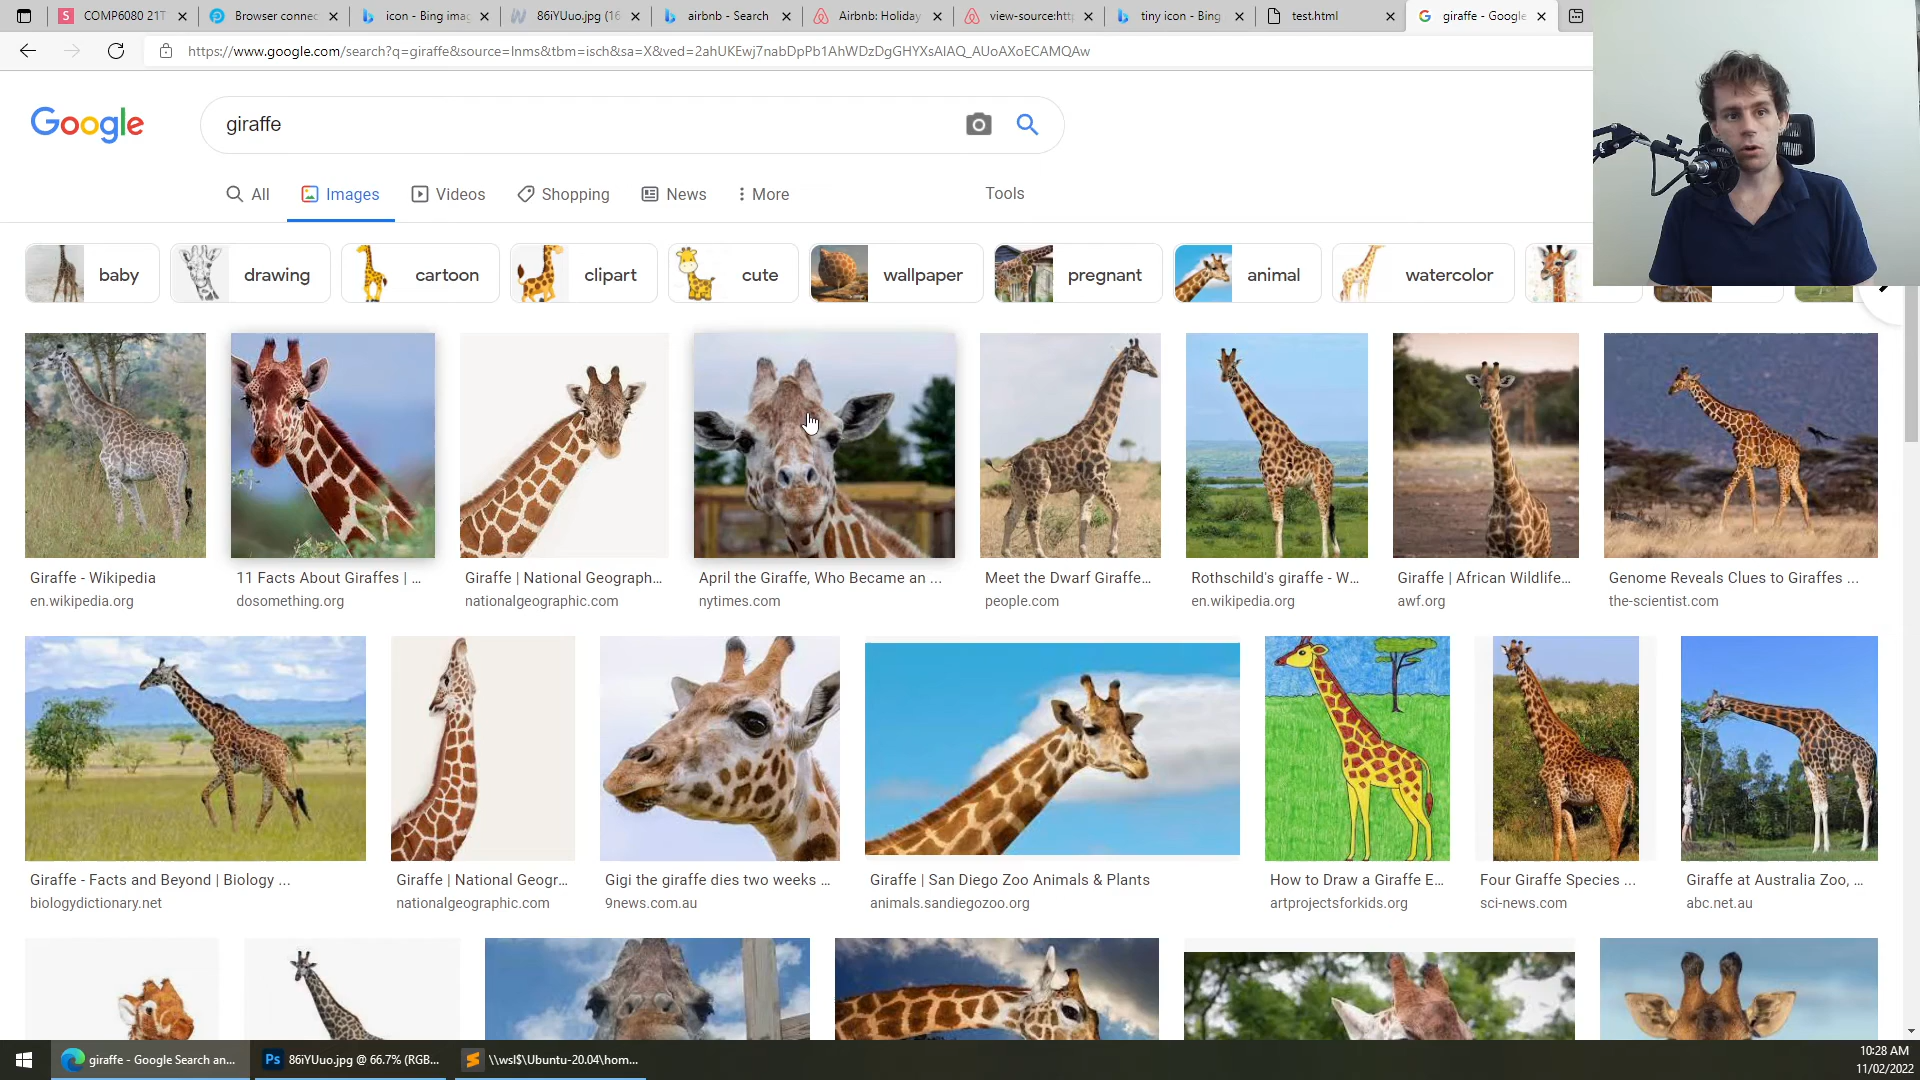 COMP6080 21T
Browser connec
icon - Bing imag
86iYUuo.jpg (16
airbnb - Search
Airbnb: Holiday
view-source:htt
tiny icon - Bing
test.html
giraffe - Google
https://www.google.com/search?q=giraffe&source=lnms&tbm=isch&sa=X&ved=2ahUKEwj7nabDpPb1AhWDzDgGHYXsAIAQ_AUoAXoECAMQAw
Google
giraffe
All
Images
Videos
Shopping
News
More
Tools
baby
drawing
cartoon
clipart
cute
wallpaper
pregnant
animal
watercolor
Giraffe - Wikipedia
en.wikipedia.org
11 Facts About Giraffes | ...
dosomething.org
Giraffe | National Geograph...
nationalgeographic.com
April the Giraffe, Who Became an ...
nytimes.com
Meet the Dwarf Giraffe...
people.com
Rothschild's giraffe - W...
en.wikipedia.org
Giraffe | African Wildlife...
awf.org
Genome Reveals Clues to Giraffes ...
the-scientist.com
Giraffe - Facts and Beyond | Biology ...
biologydictionary.net
Giraffe | National Geogr...
nationalgeographic.com
Gigi the giraffe dies two weeks ...
9news.com.au
Giraffe | San Diego Zoo Animals & Plants
animals.sandiegozoo.org
How to Draw a Giraffe E...
artprojectsforkids.org
Four Giraffe Species ...
sci-news.com
Giraffe at Australia Zoo, ...
abc.net.au
giraffe - Google Search an...
Ps
86iYUuo.jpg @ 66.7% (RGB...
\\wsl$\Ubuntu-20.04\hom...
10:28 AM
11/02/2022